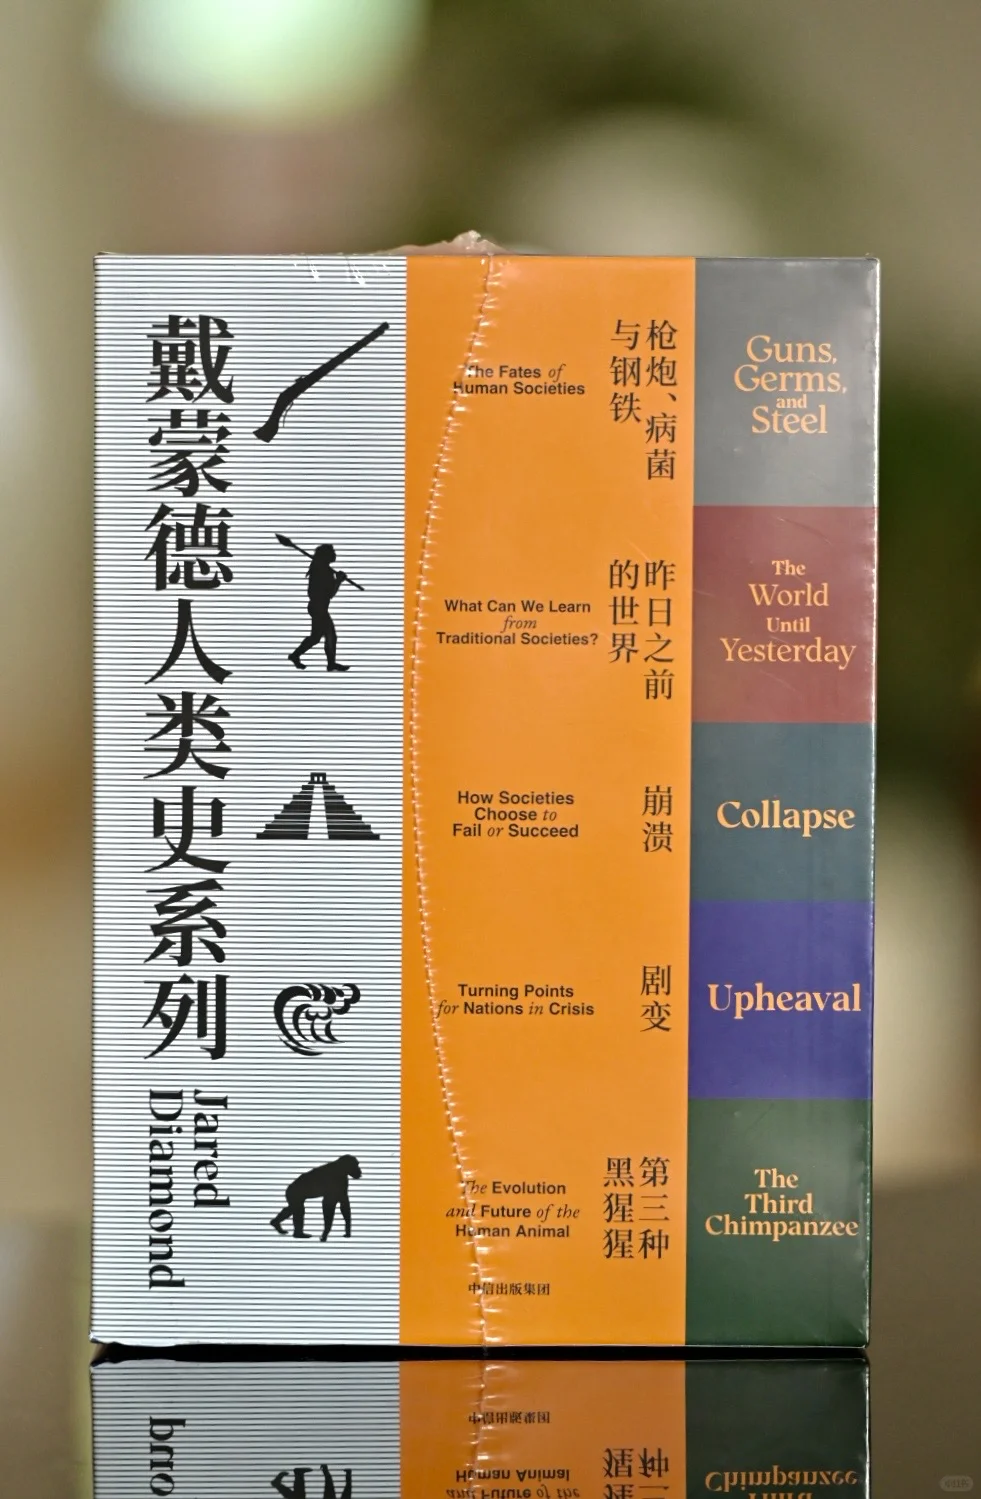 戴蒙德人类史系列
Jared
Diamond
The Fates of
Human Societies
枪炮、病菌
与钢铁
Guns,
Germs,
and
Steel
What Can We Learn
from
Traditional Societies?
昨日之前
的世界
The
World
Until
Yesterday
How Societies
Choose to
Fail or Succeed
崩溃
Collapse
Turning Points
for Nations in Crisis
剧变
Upheaval
The Evolution
and Future of the
Human Animal
第三种
黑猩猩
The
Third
Chimpanzee
中信出版集团